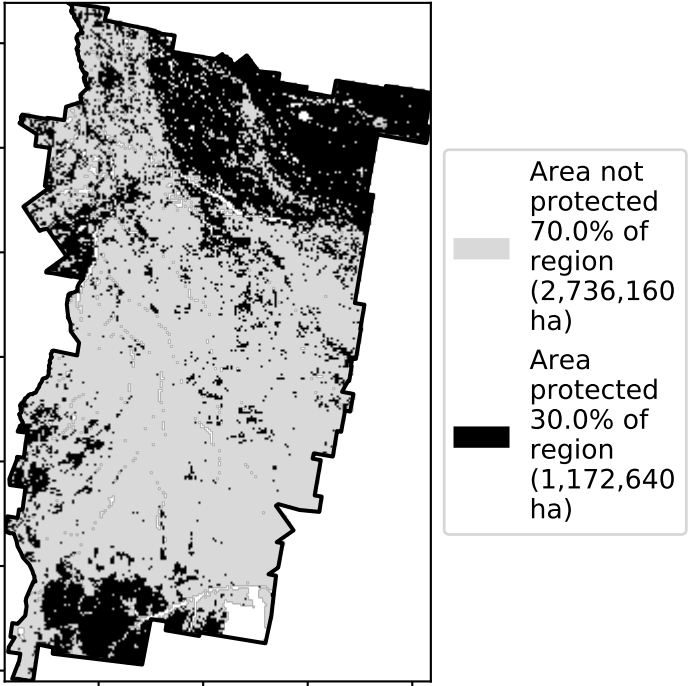 Area not
protected
70.0% of
region
(2,736,160
ha)
Area
protected
30.0% of
region
(1,172,640
ha)